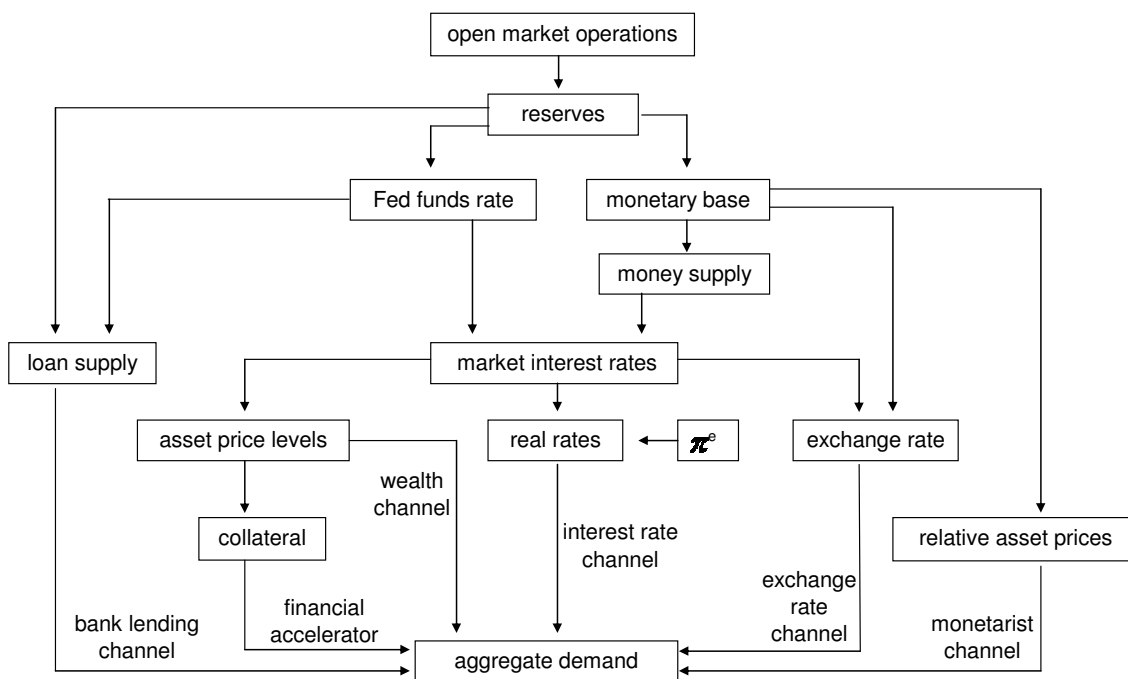 open market operations
reserves
Fed funds rate
monetary base
money supply
loan supply
market interest rates
asset price levels
real rates
πe
exchange rate
wealth
channel
collateral
interest rate
channel
relative asset prices
exchange
rate
channel
financial
accelerator
bank lending
channel
monetarist
channel
aggregate demand